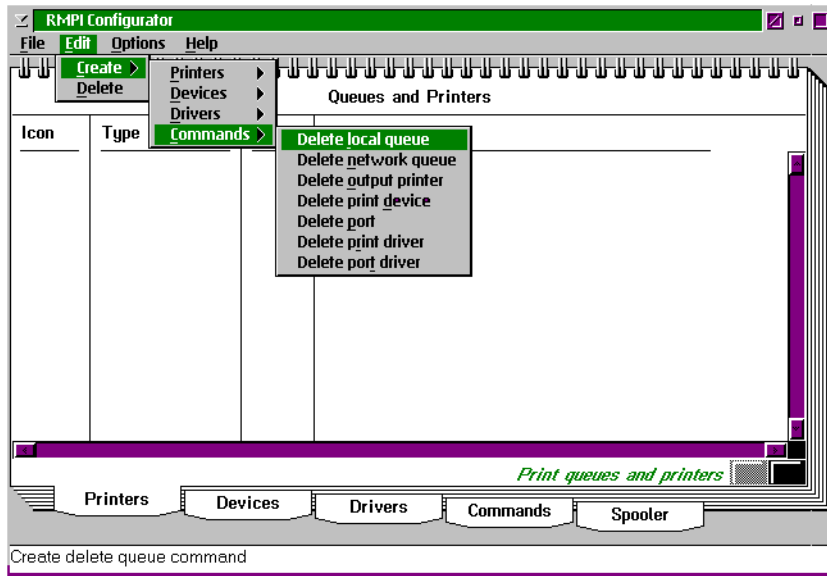 RMPI Configurator
File Edit Options Help
Create
Delete
Printers
Devices
Drivers
Commands
Delete local queue
Delete network queue
Delete output printer
Delete print device
Delete port
Delete print driver
Delete port driver
Queues and Printers
Icon Type
Print queues and printers
Printers Devices Drivers Commands Spooler
Create delete queue command